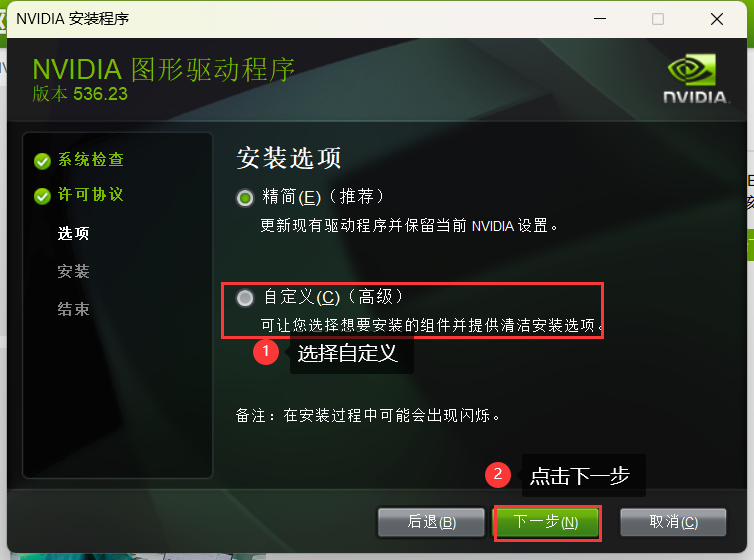 NVIDIA 安装程序
NVIDIA 图形驱动程序
版本 536.23
NVIDIA.
系统检查
许可协议
选项
安装
结束
安装选项
精简(E)（推荐）
更新现有驱动程序并保留当前 NVIDIA 设置。
自定义(C)（高级）
可让您选择想要安装的组件并提供清洁安装选项。
1 选择自定义
备注：在安装过程中可能会出现闪烁。
2 点击下一步
后退(B) 下一步(N) 取消(C)